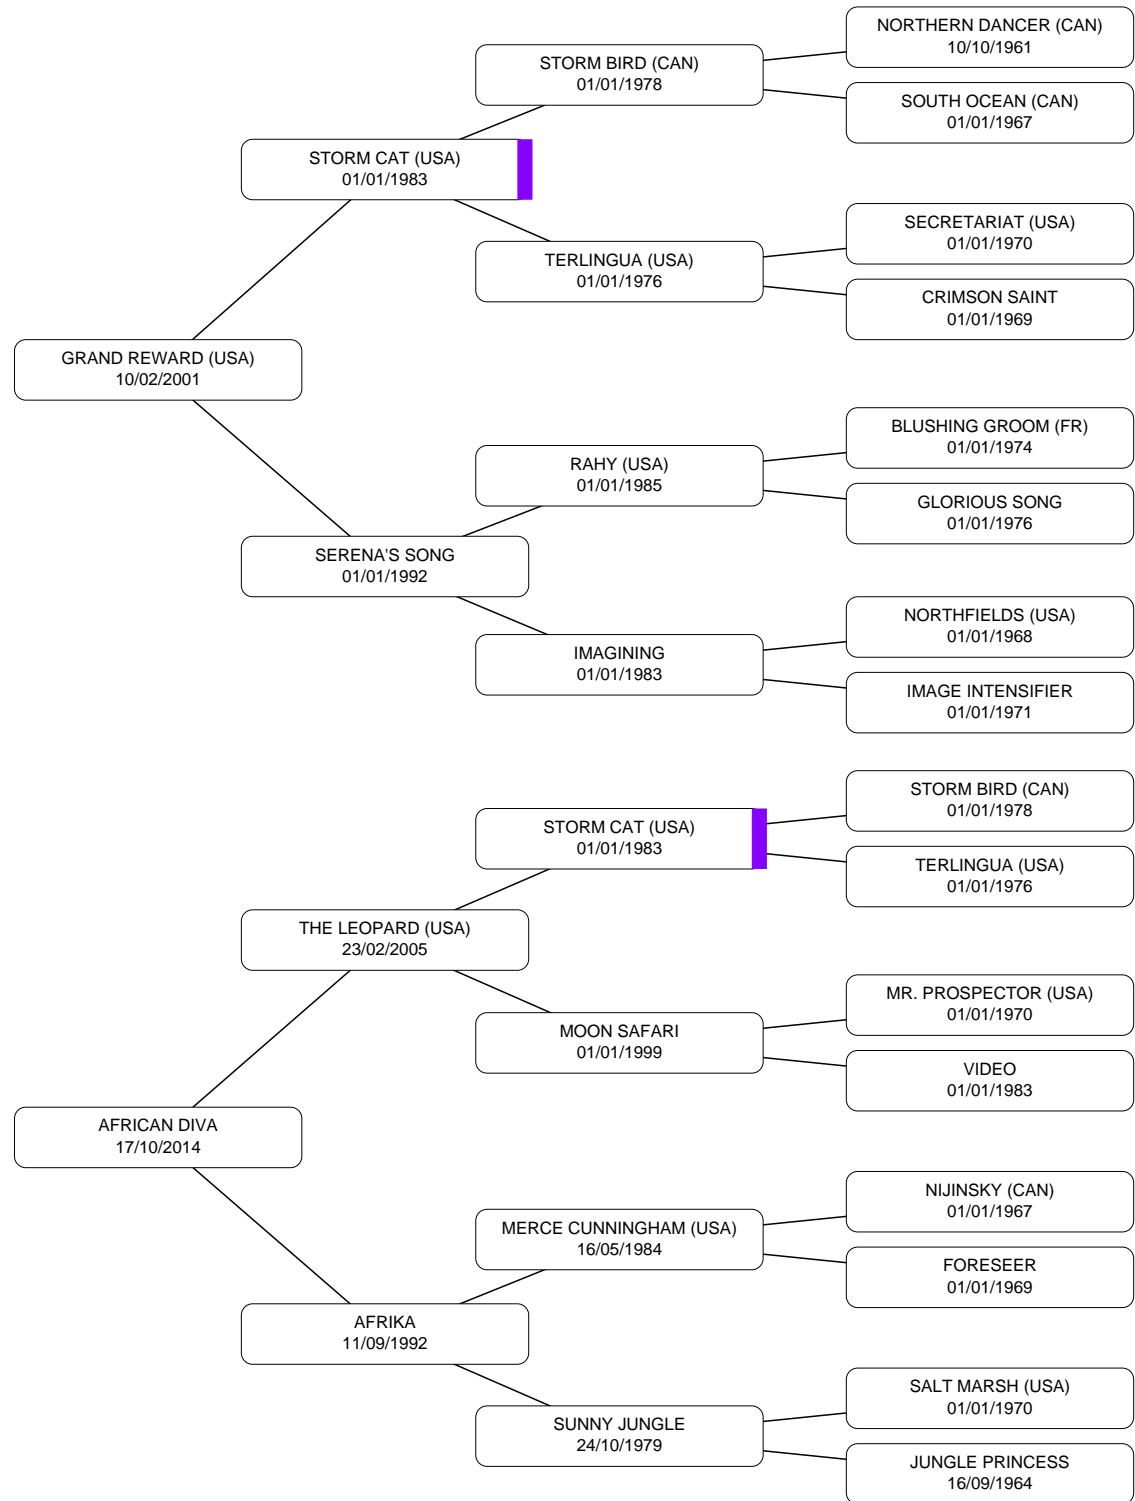 NORTHERN DANCER (CAN)
10/10/1961
STORM BIRD (CAN)
01/01/1978
SOUTH OCEAN (CAN)
01/01/1967
STORM CAT (USA)
01/01/1983
SECRETARIAT (USA)
01/01/1970
TERLINGUA (USA)
01/01/1976
CRIMSON SAINT
01/01/1969
GRAND REWARD (USA)
10/02/2001
BLUSHING GROOM (FR)
01/01/1974
RAHY (USA)
01/01/1985
GLORIOUS SONG
01/01/1976
SERENA'S SONG
01/01/1992
NORTHFIELDS (USA)
01/01/1968
IMAGINING
01/01/1983
IMAGE INTENSIFIER
01/01/1971
STORM BIRD (CAN)
01/01/1978
STORM CAT (USA)
01/01/1983
TERLINGUA (USA)
01/01/1976
THE LEOPARD (USA)
23/02/2005
MR. PROSPECTOR (USA)
01/01/1970
MOON SAFARI
01/01/1999
VIDEO
01/01/1983
AFRICAN DIVA
17/10/2014
NIJINSKY (CAN)
01/01/1967
MERCE CUNNINGHAM (USA)
16/05/1984
FORESEER
01/01/1969
AFRIKA
11/09/1992
SALT MARSH (USA)
01/01/1970
SUNNY JUNGLE
24/10/1979
JUNGLE PRINCESS
16/09/1964